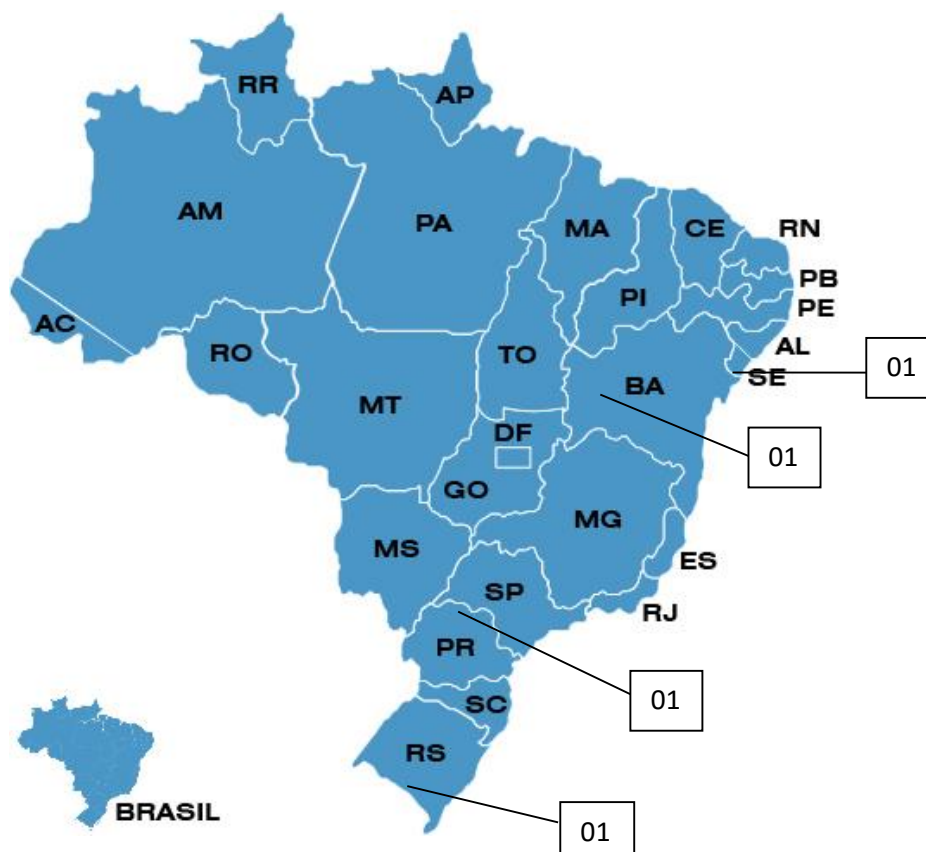 RR
AP
AM
PA
MA
CE
RN
PB
PE
PI
AC
AL
RO
TO
SE
01
BA
MT
DF
01
GO
MG
MS
ES
SP
RJ
PR
SC
01
RS
BRASIL
01